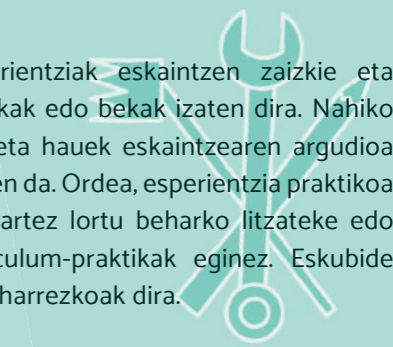 rientziak eskaintzen zaizkie eta
kak edo bekak izaten dira. Nahiko
eta hauek eskaintzearen argudioa
en da. Ordea, esperientzia praktikoa
artez lortu beharko litzateke edo
culum-praktikak eginez. Eskubide
harrezkoak dira.